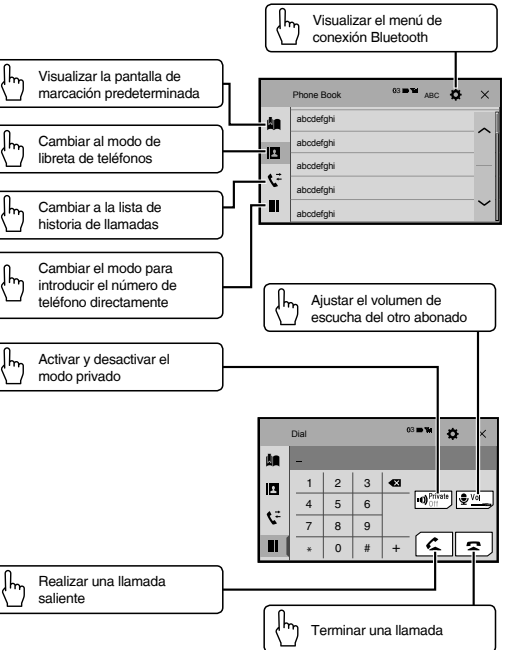 Visualizar el menú de
conexión Bluetooth
Visualizar la pantalla de
marcación predeterminada
Cambiar al modo de
libreta de teléfonos
Cambiar a la lista de
historia de llamadas
Cambiar el modo para
introducir el número de
teléfono directamente
Phone Book 03 ABC
abcdefghi
abcdefghi
abcdefghi
abcdefghi
abcdefghi
Ajustar el volumen de
escucha del otro abonado
Activar y desactivar el
modo privado
Dial 03
–
1 2 3
4 5 6
7 8 9
* 0 # +
Private
Off
Vol
Realizar una llamada
saliente
Terminar una llamada